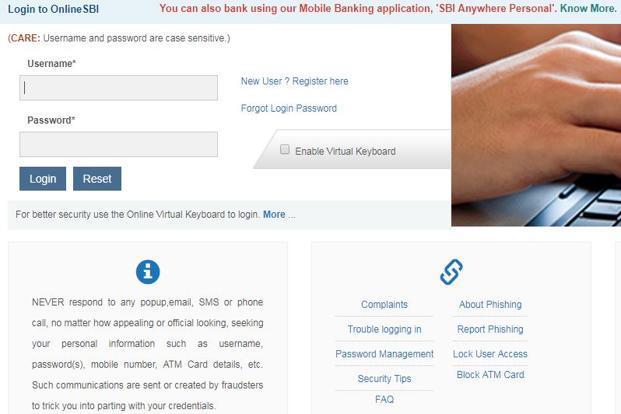 Login to OnlineSBI
You can also bank using our Mobile Banking application, 'SBI Anywhere Personal'. Know More.
(CARE: Username and password are case sensitive.)
Username*
New User ? Register here
Forgot Login Password
Password*
Enable Virtual Keyboard
Login
Reset
For better security use the Online Virtual Keyboard to login. More ...
NEVER respond to any popup,email, SMS or phone
call, no matter how appealing or official looking, seeking
your personal information such as username,
password(s), mobile number, ATM Card details, etc.
Such communications are sent or created by fraudsters
to trick you into parting with your credentials.
Complaints
About Phishing
Trouble logging in
Report Phishing
Password Management
Lock User Access
Security Tips
Block ATM Card
FAQ